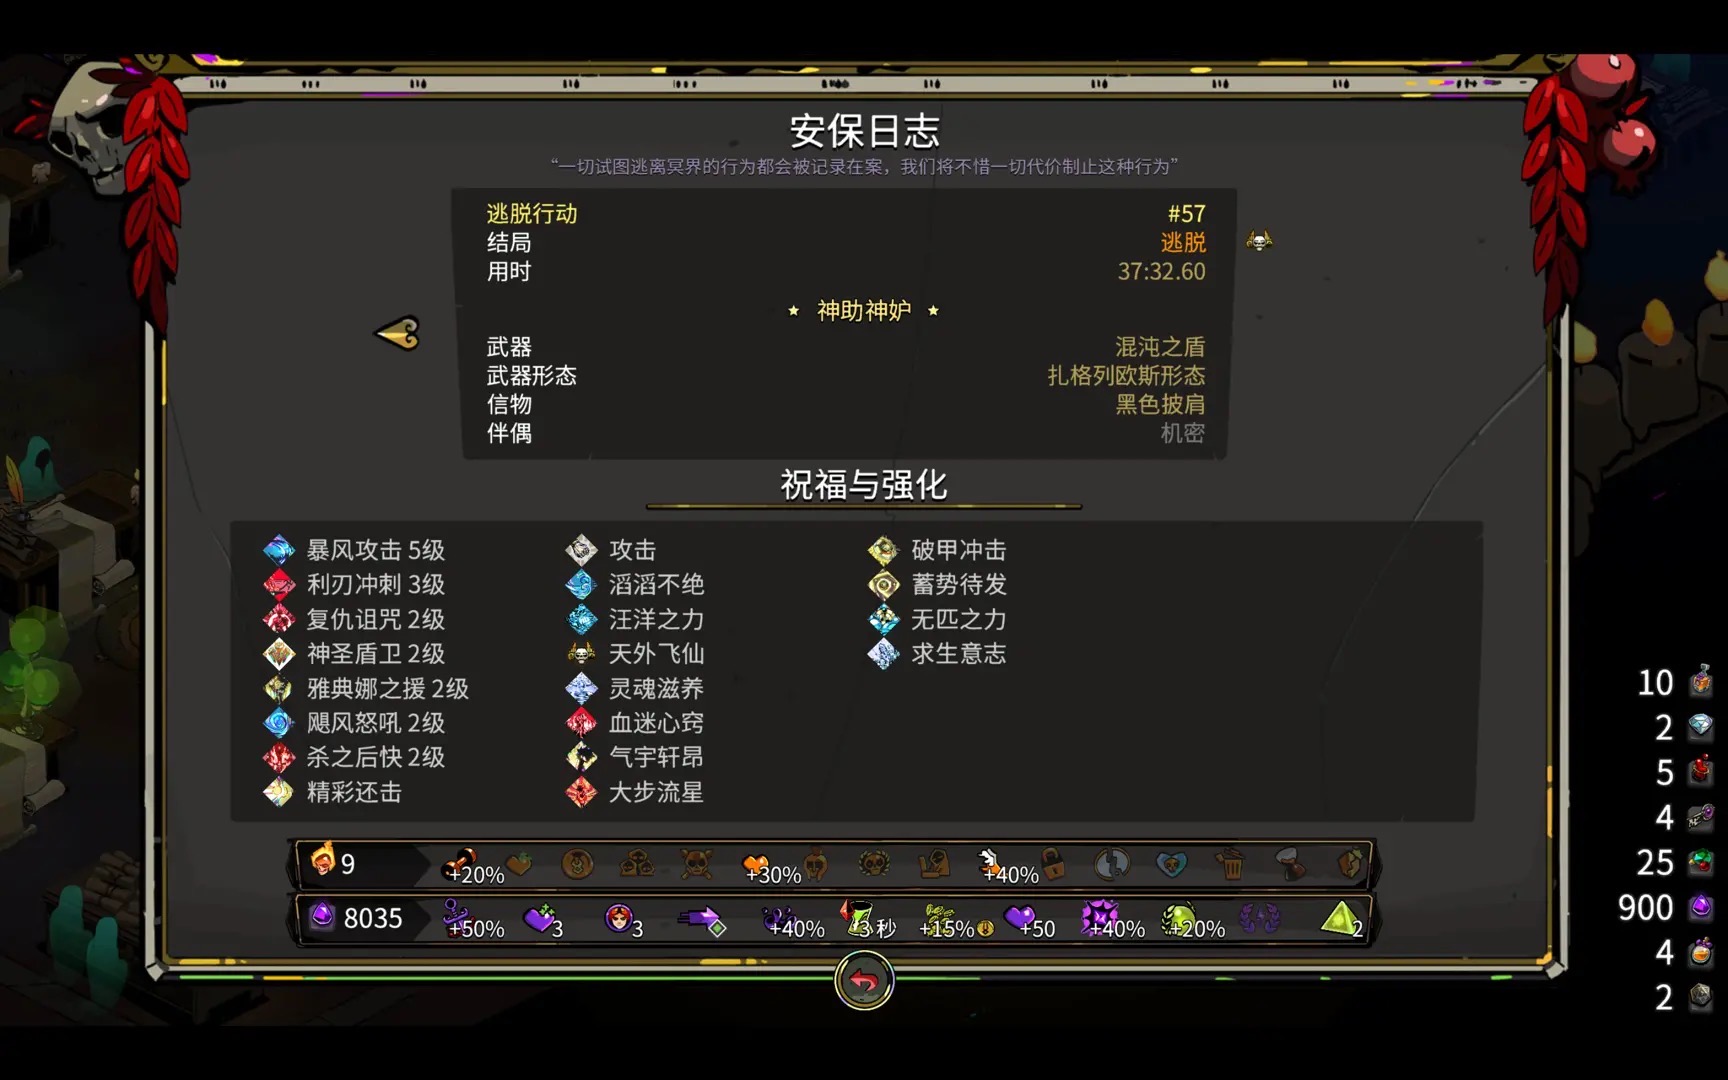 安保日志
“一切试图逃离冥界的行为都会被记录在案，我们将不惜一切代价制止这种行为”
逃脱行动 #57
结局 逃脱
用时 37:32.60
神助神妒
武器 混沌之盾
武器形态 扎格列欧斯形态
信物 黑色披肩
伴偶 机密
祝福与强化
暴风攻击 5级 攻击 破甲冲击
利刃冲刺 3级 滔滔不绝 蓄势待发
复仇诅咒 2级 汪洋之力 无匹之力
神圣盾卫 2级 天外飞仙 求生意志
雅典娜之援 2级 灵魂滋养
飓风怒吼 2级 血迷心窍
杀之后快 2级 气宇轩昂
精彩还击 大步流星
9 +20% +30% +40%
8035 +50% 3 3 +40% 3 秒 +15% +50 +40% +20% 2
10
2
5
4
25
900
4
2